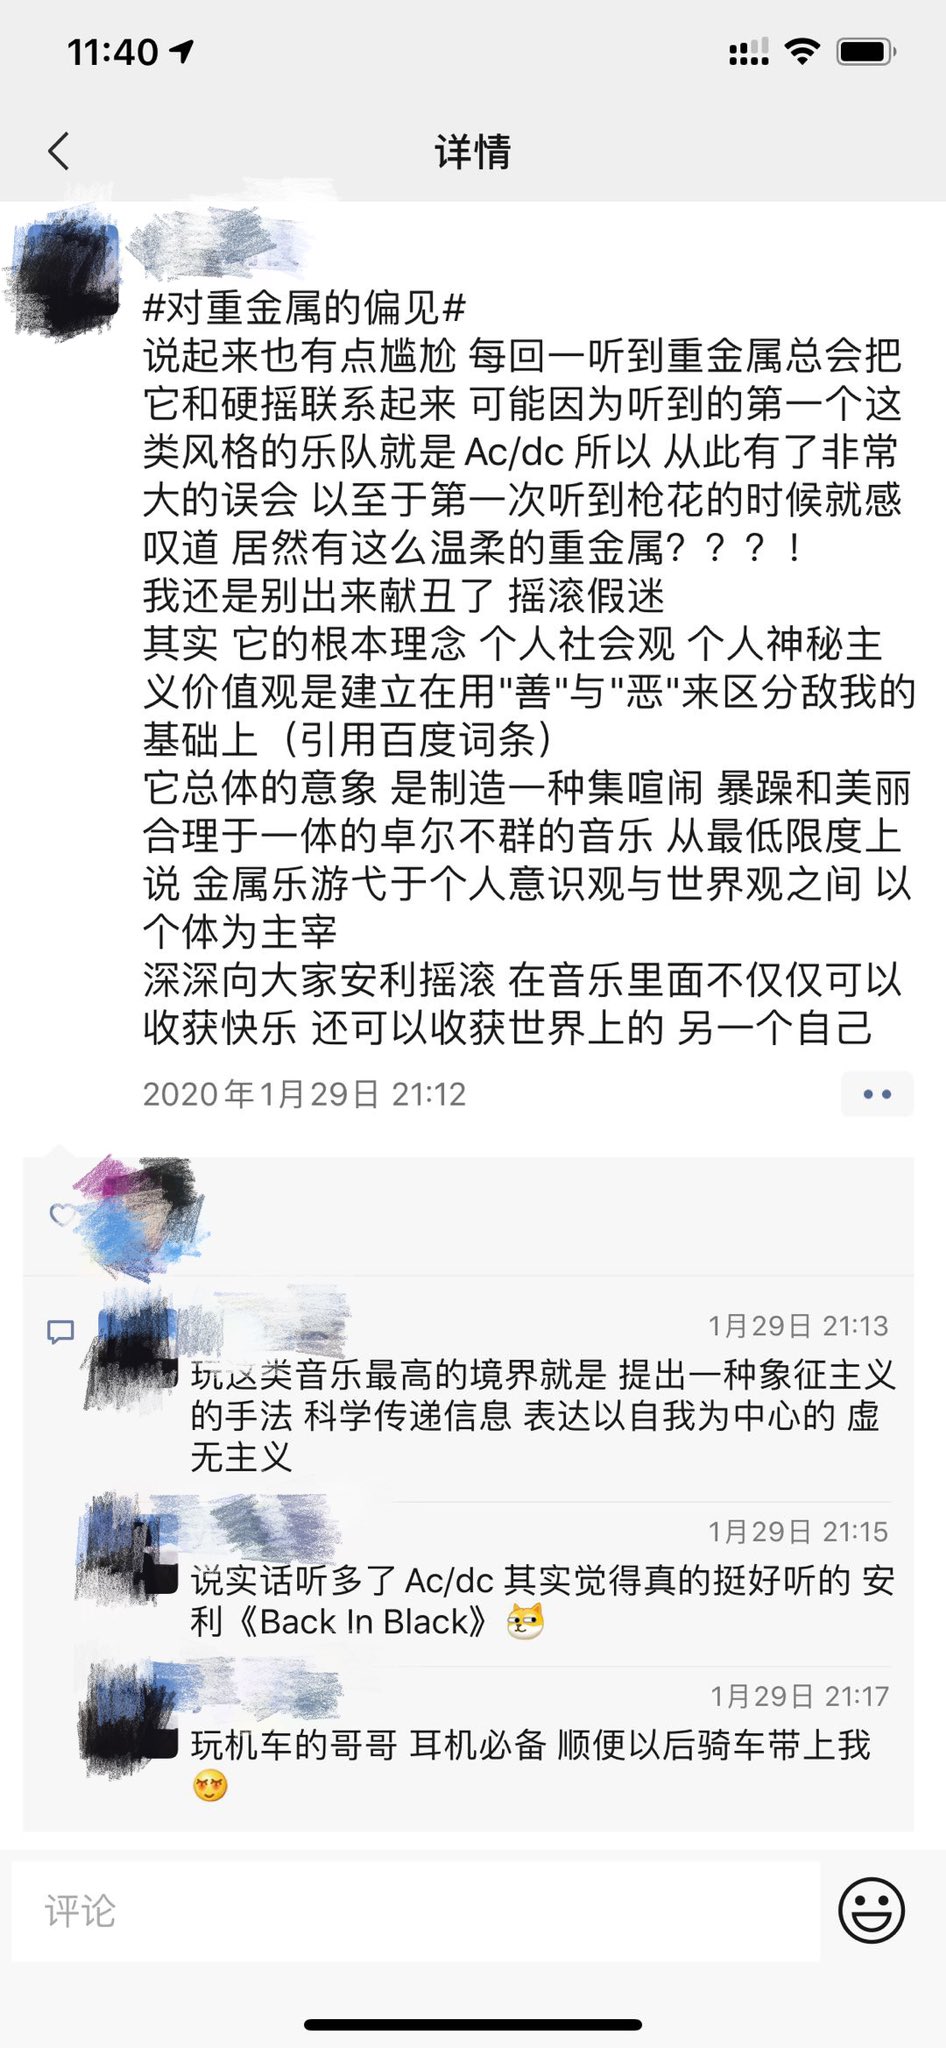 11:40
详情
#对重金属的偏见#
说起来也有点尴尬 每回一听到重金属总会把
它和硬摇联系起来 可能因为听到的第一个这
类风格的乐队就是 Ac/dc 所以 从此有了非常
大的误会 以至于第一次听到枪花的时候就感
叹道 居然有这么温柔的重金属？？？！
我还是别出来献丑了 摇滚假迷
其实 它的根本理念 个人社会观 个人神秘主
义价值观是建立在用"善"与"恶"来区分敌我的
基础上（引用百度词条）
它总体的意象 是制造一种集喧闹 暴躁和美丽
合理于一体的卓尔不群的音乐 从最低限度上
说 金属乐游弋于个人意识观与世界观之间 以
个体为主宰
深深向大家安利摇滚 在音乐里面不仅仅可以
收获快乐 还可以收获世界上的 另一个自己
2020年1月29日 21:12
1月29日 21:13
玩这类音乐最高的境界就是 提出一种象征主义
的手法 科学传递信息 表达以自我为中心的 虚
无主义
1月29日 21:15
说实话听多了 Ac/dc 其实觉得真的挺好听的 安
利《Back In Black》
1月29日 21:17
玩机车的哥哥 耳机必备 顺便以后骑车带上我
评论